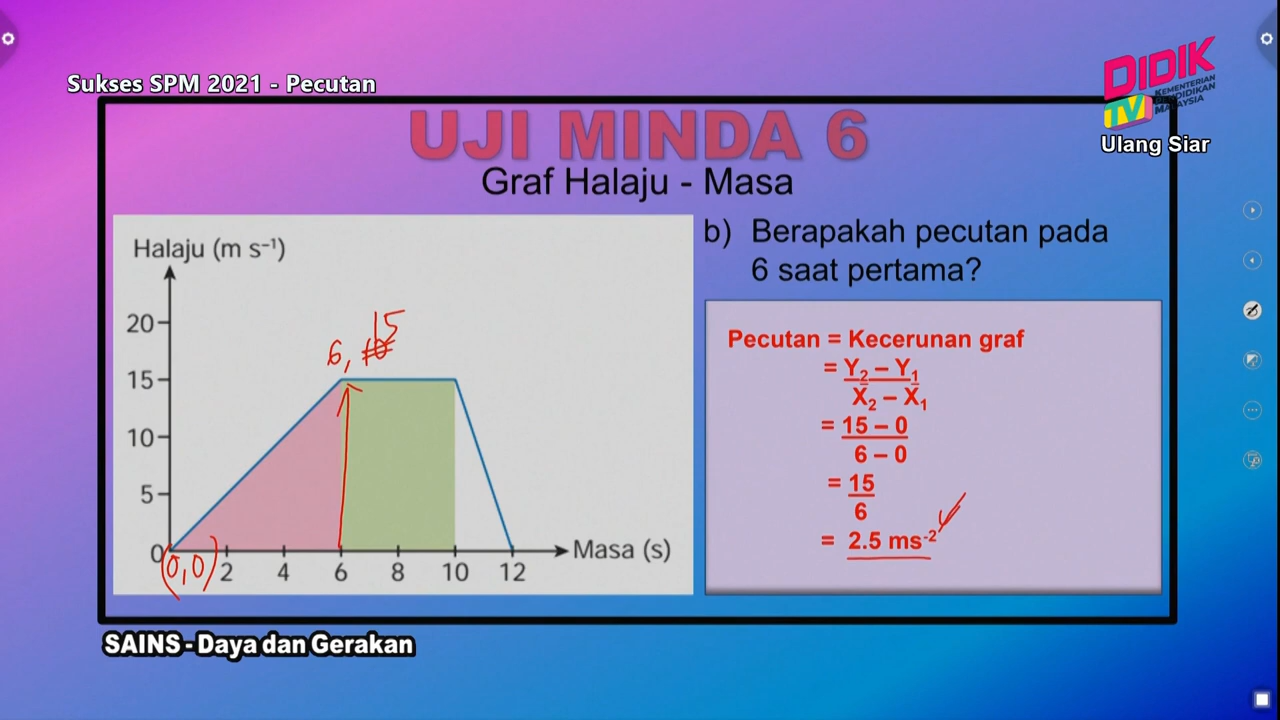 Sukses SPM 2021 - Pecutan
DIDIK
TV
KEMENTERIAN
PENDIDIKAN
MALAYSIA
Ulang Siar
UJI MINDA 6
Graf Halaju - Masa
Halaju (m s⁻¹)
20
15
10
5
0
2 4 6 8 10 12
Masa (s)
6, 15
(0,0)
b) Berapakah pecutan pada
6 saat pertama?
Pecutan = Kecerunan graf
= Y₂ – Y₁
X₂ – X₁
= 15 – 0
6 – 0
= 15
6
= 2.5 ms⁻²
SAINS - Daya dan Gerakan